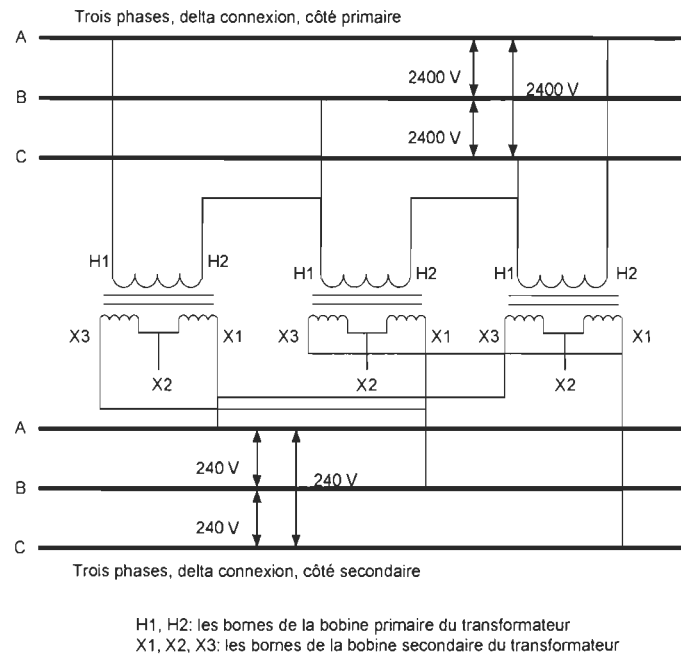 Trois phases, delta connexion, côté primaire
A
2400 V
2400 V
B
2400 V
C
H1 H2 H1 H2 H1 H2
X3 X1 X3 X1 X3 X1
X2 X2 X2
A
240 V
240 V
B
240 V
C
Trois phases, delta connexion, côté secondaire
H1, H2: les bornes de la bobine primaire du transformateur
X1, X2, X3: les bornes de la bobine secondaire du transformateur